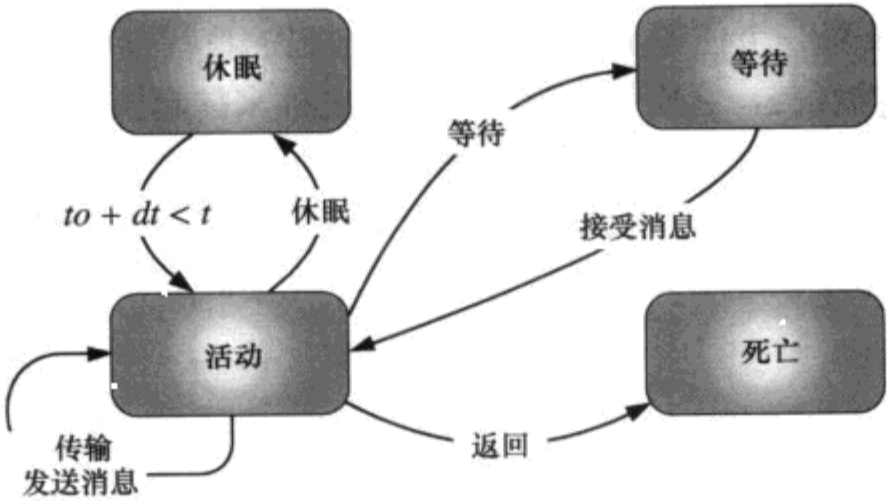 休眠
等待
等待
to + dt < t
休眠
接受消息
活动
死亡
传输
发送消息
返回